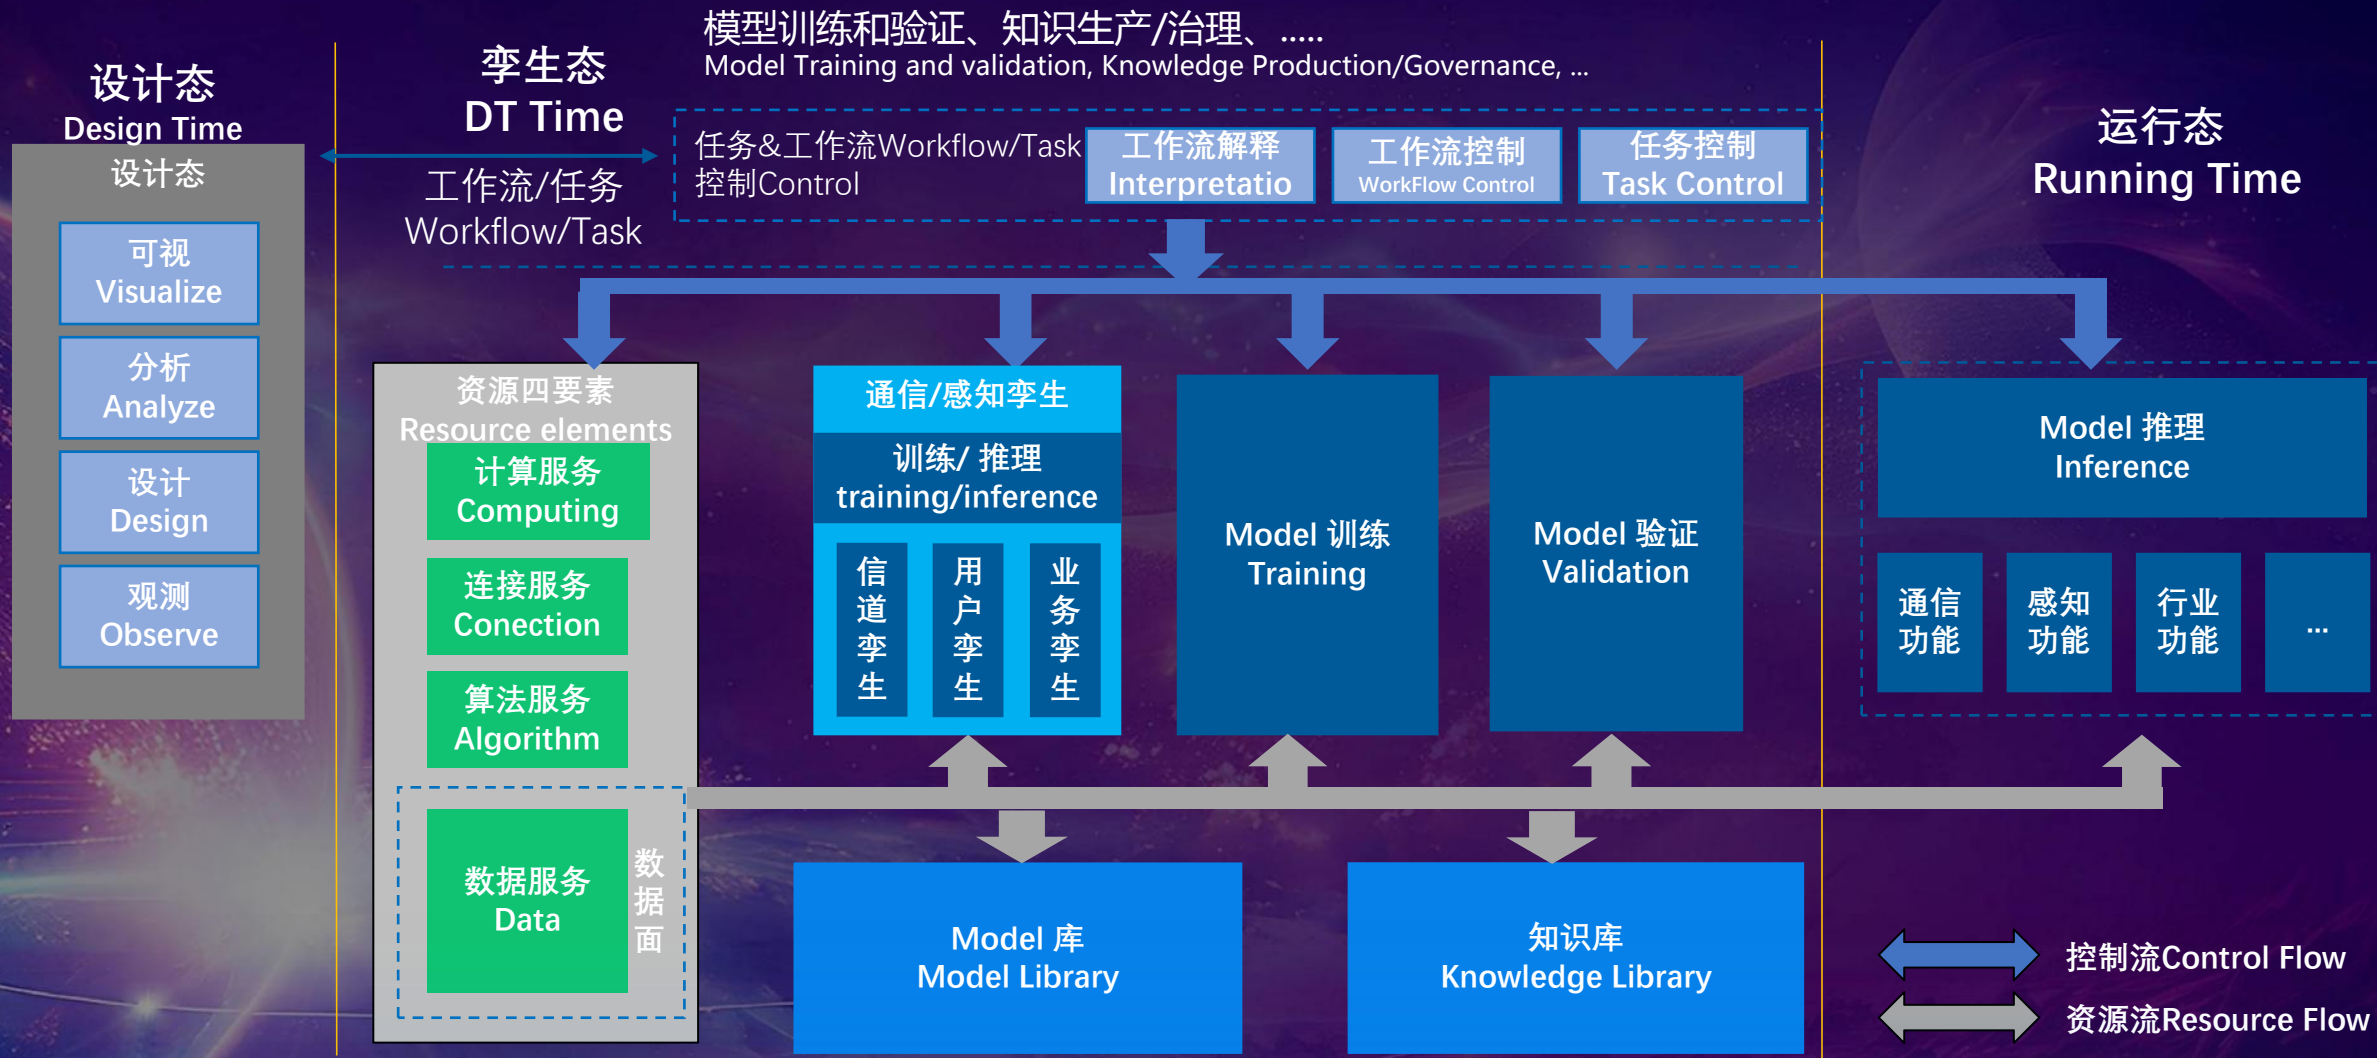 模型训练和验证、知识生产/治理、.....
Model Training and validation, Knowledge Production/Governance, ...
设计态
Design Time
设计态
可视
Visualize
分析
Analyze
设计
Design
观测
Observe
孪生态
DT Time
工作流/任务
Workflow/Task
任务&工作流Workflow/Task
控制Control
工作流解释
Interpretatio
工作流控制
WorkFlow Control
任务控制
Task Control
运行态
Running Time
资源四要素
Resource elements
计算服务
Computing
连接服务
Conection
算法服务
Algorithm
数据服务
Data
数
据
面
通信/感知孪生
训练/ 推理
training/inference
信
道
孪
生
用
户
孪
生
业
务
孪
生
Model 训练
Training
Model 验证
Validation
Model 推理
Inference
通信
功能
感知
功能
行业
功能
...
Model 库
Model Library
知识库
Knowledge Library
控制流Control Flow
资源流Resource Flow